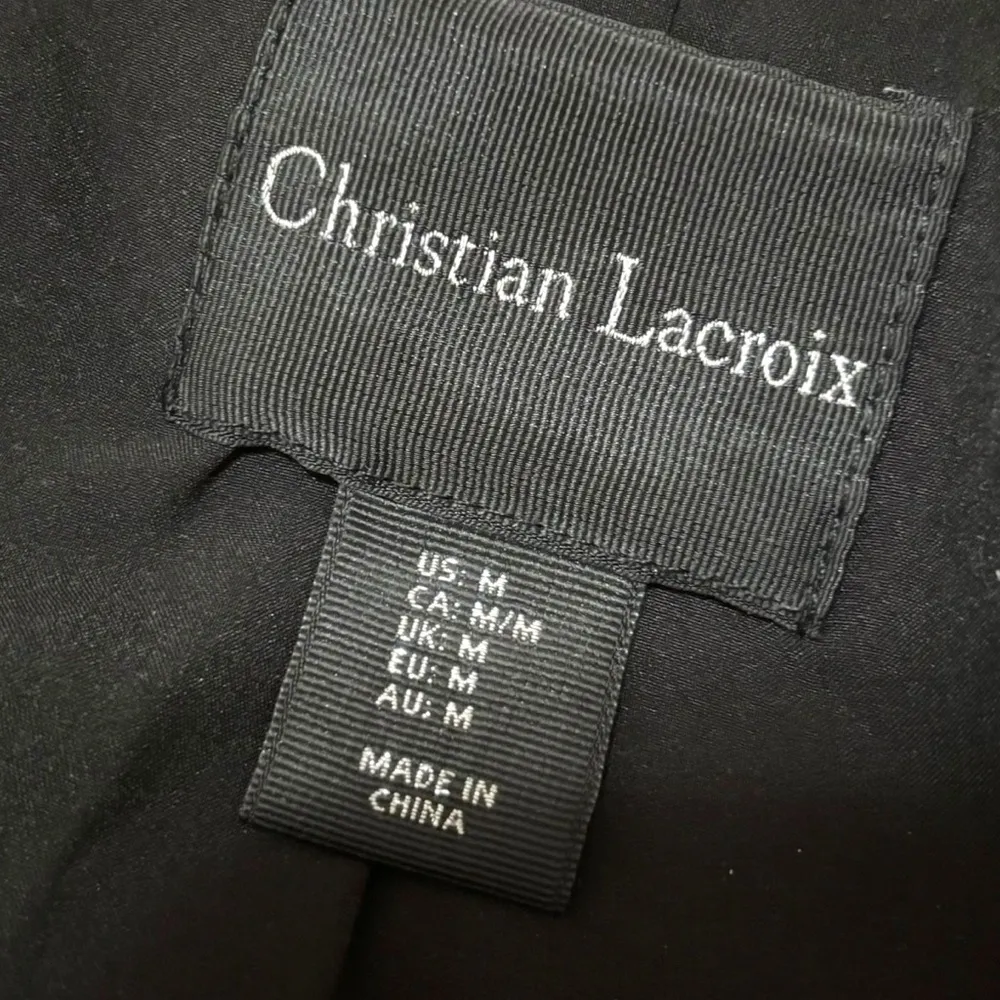 Christian Lacroix
US: M
CA: M/M
UK: M
EU: M
AU: M
MADE IN
CHINA